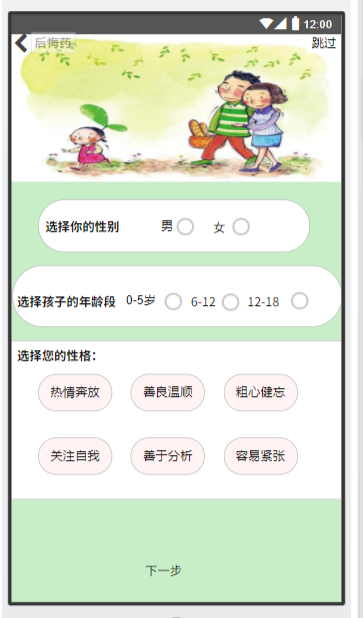 12:00
后悔药 跳过
选择你的性别 男 女
选择孩子的年龄段 0-5岁 6-12 12-18
选择您的性格：
热情奔放 善良温顺 粗心健忘
关注自我 善于分析 容易紧张
下一步